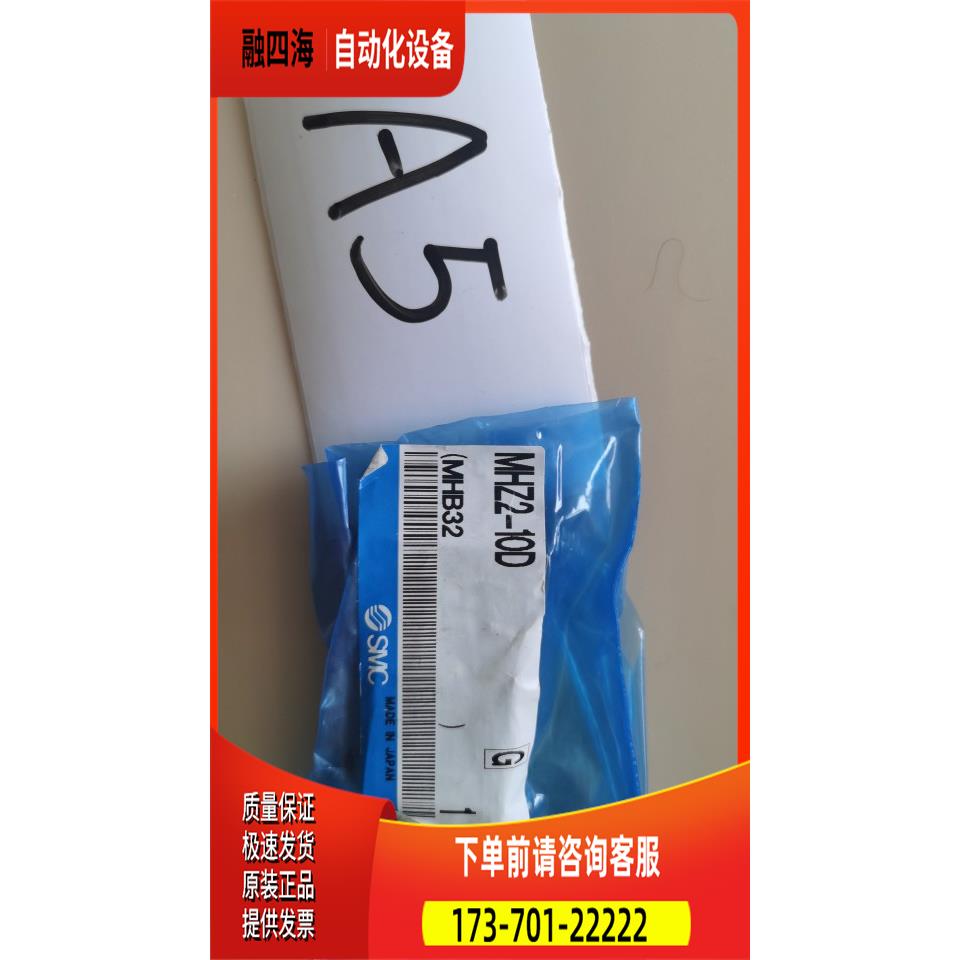 融四海 自动化设备
A5
MHZ2-10D
(MHB32
)
G
1
SMC
MADE IN JAPAN
质量保证
极速发货
原装正品
提供发票
下单前请咨询客服
173-701-22222